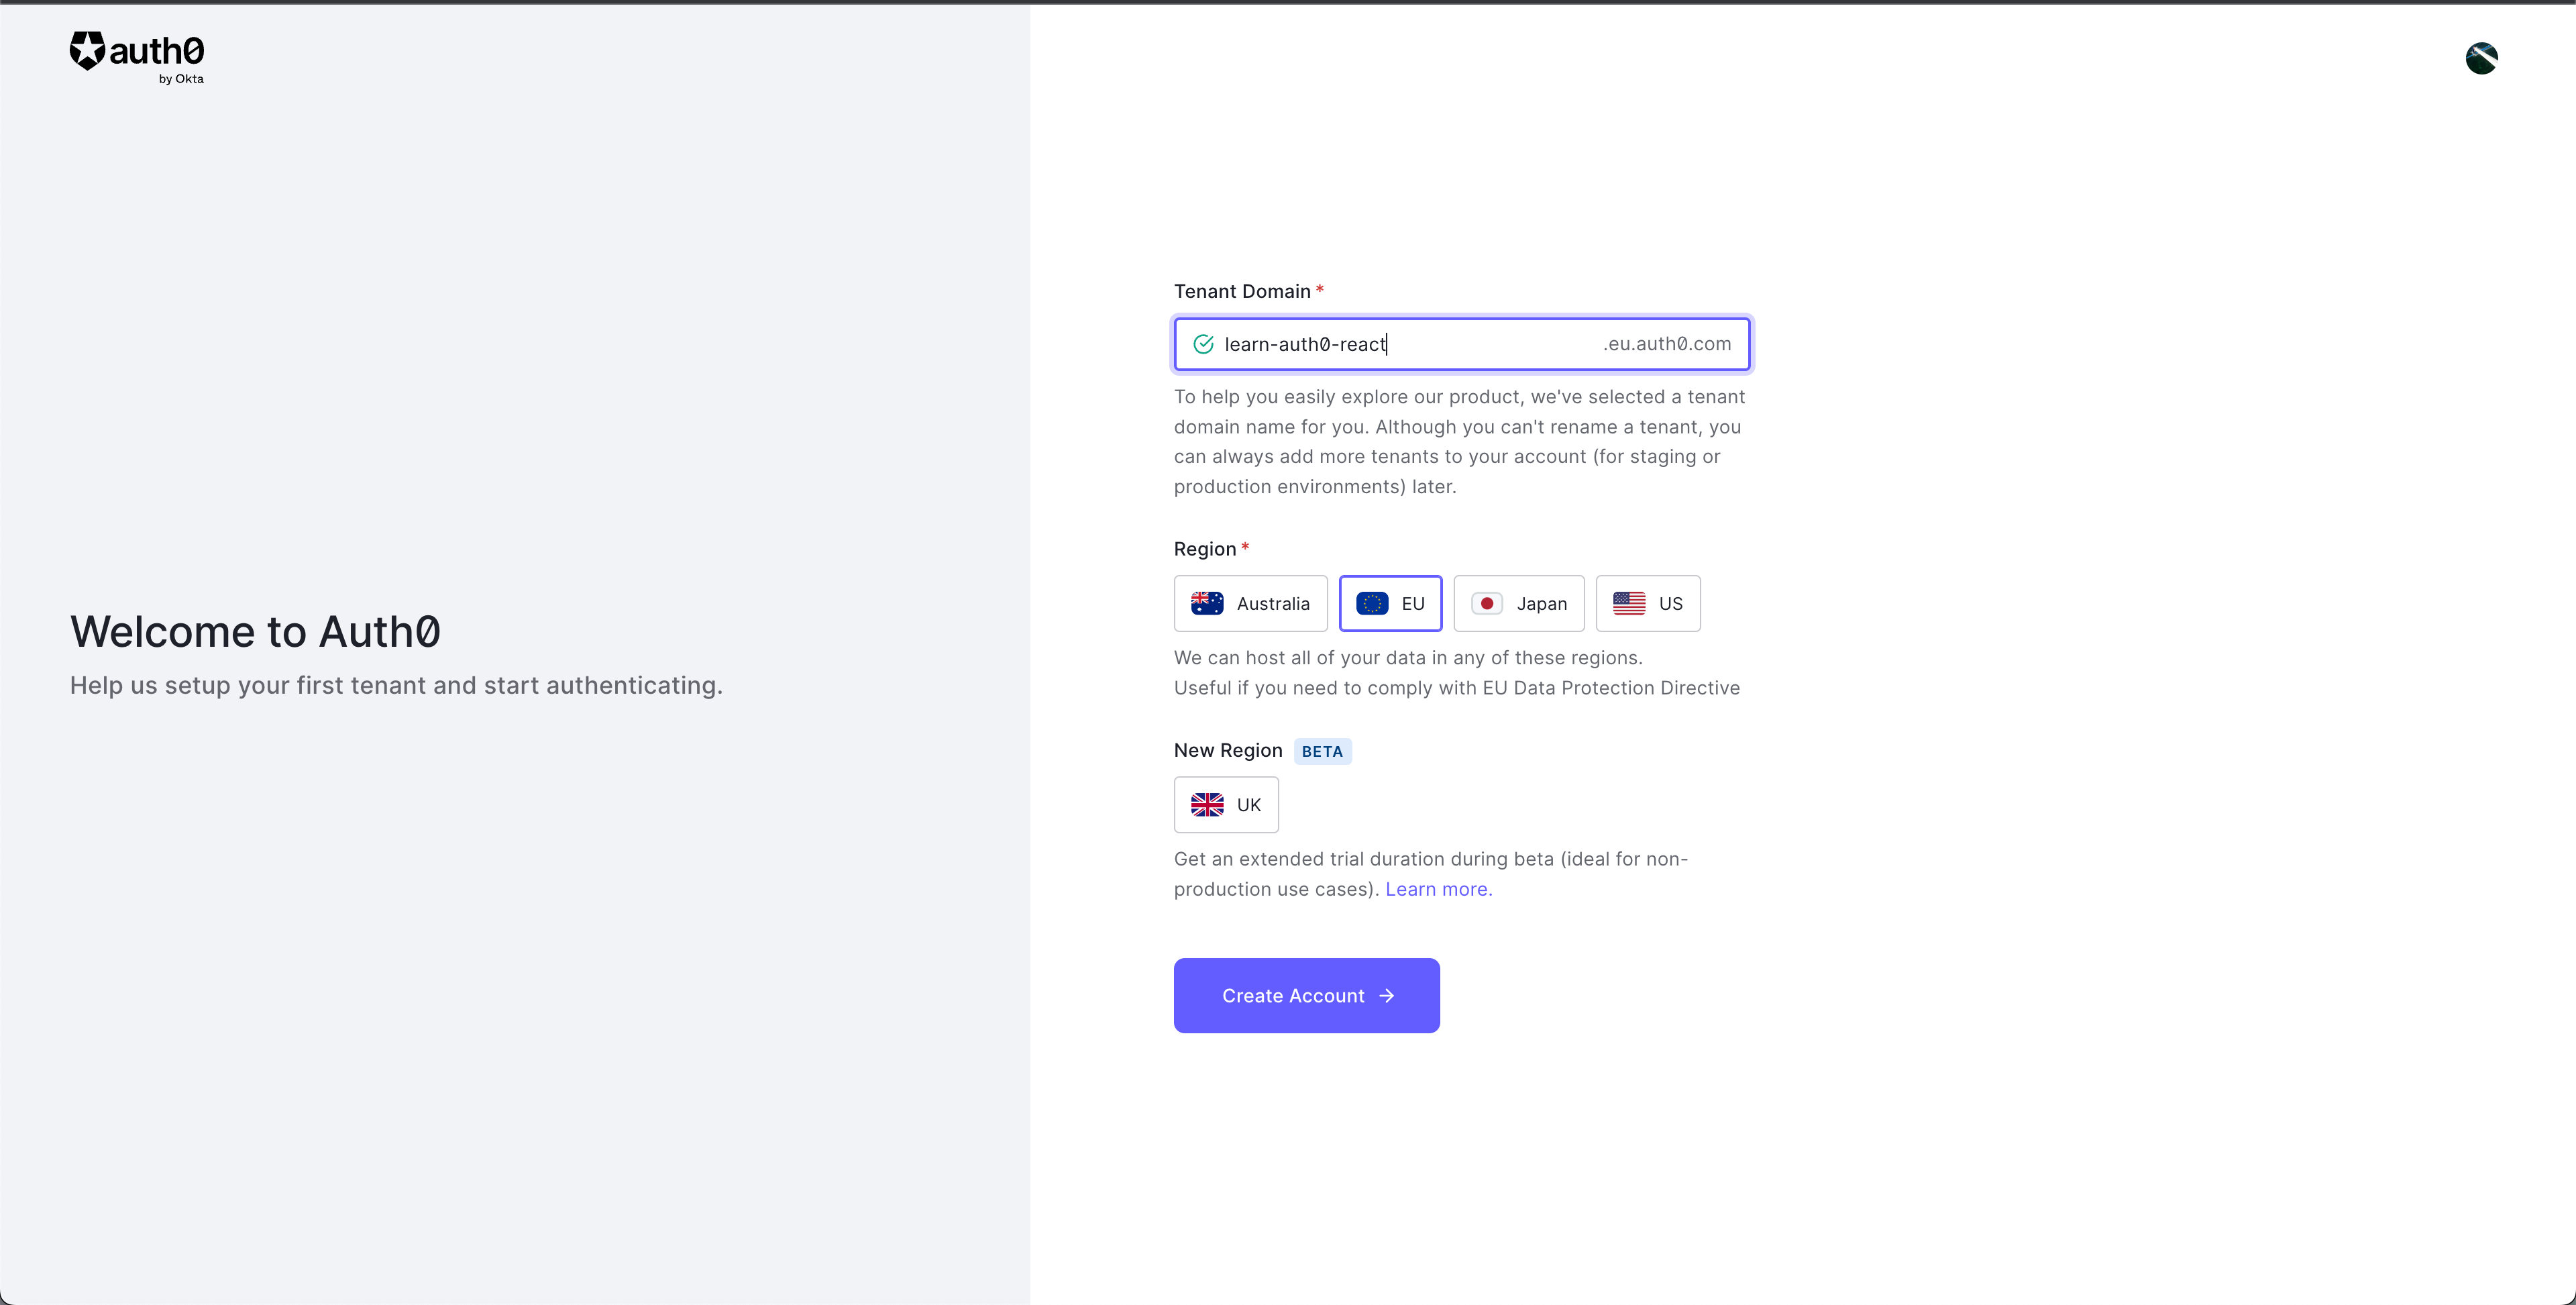 auth0
by Okta
Welcome to Auth0
Help us setup your first tenant and start authenticating.
Tenant Domain *
learn-auth0-react .eu.auth0.com
To help you easily explore our product, we've selected a tenant
domain name for you. Although you can't rename a tenant, you
can always add more tenants to your account (for staging or
production environments) later.
Region *
Australia EU Japan US
We can host all of your data in any of these regions.
Useful if you need to comply with EU Data Protection Directive
New Region BETA
UK
Get an extended trial duration during beta (ideal for non-
production use cases). Learn more.
Create Account →